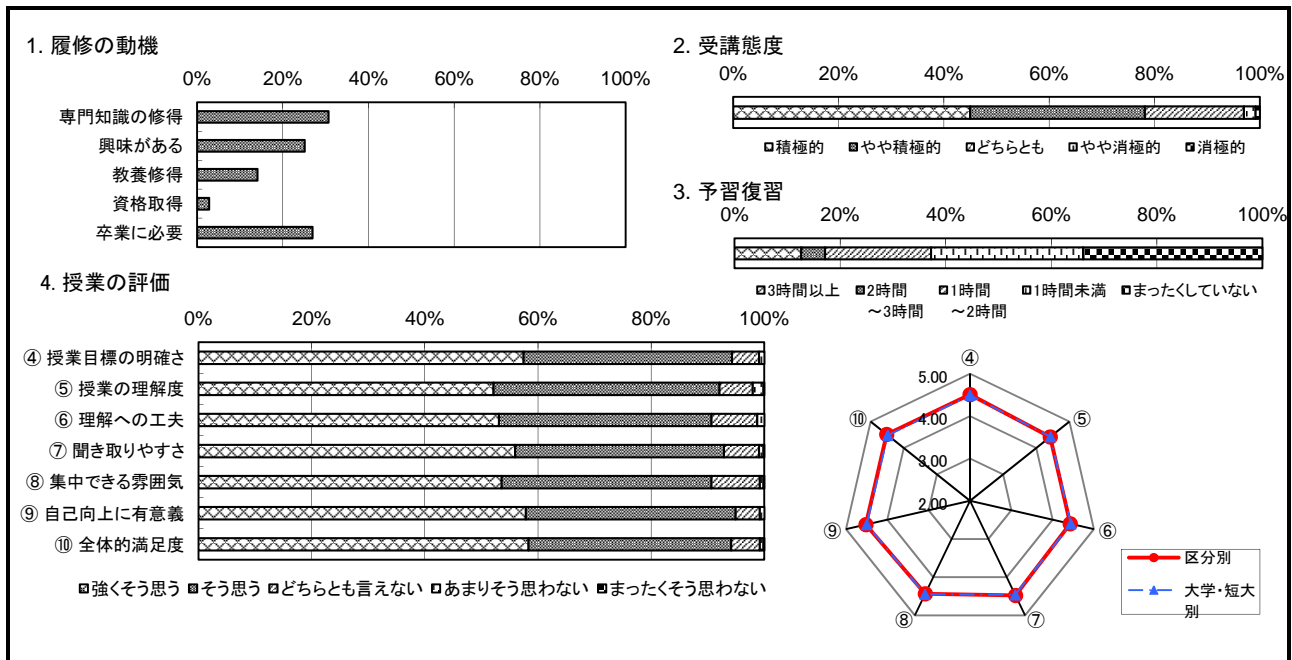 1. 履修の動機
0% 20% 40% 60% 80% 100%
専門知識の修得
興味がある
教養修得
資格取得
卒業に必要
2. 受講態度
0% 20% 40% 60% 80% 100%
積極的 やや積極的 どちらとも やや消極的 消極的
3. 予習復習
0% 20% 40% 60% 80% 100%
3時間以上 2時間 1時間 1時間未満 まったくしていない
～3時間 ～2時間
4. 授業の評価
0% 20% 40% 60% 80% 100%
④ 授業目標の明確さ
⑤ 授業の理解度
⑥ 理解への工夫
⑦ 聞き取りやすさ
⑧ 集中できる雰囲気
⑨ 自己向上に有意義
⑩ 全体的満足度
強くそう思う そう思う どちらとも言えない あまりそう思わない まったくそう思わない
④
5.00
⑩ ⑤
4.00
3.00
2.00
⑨ ⑥
⑧ ⑦
区分別
大学・短大
別